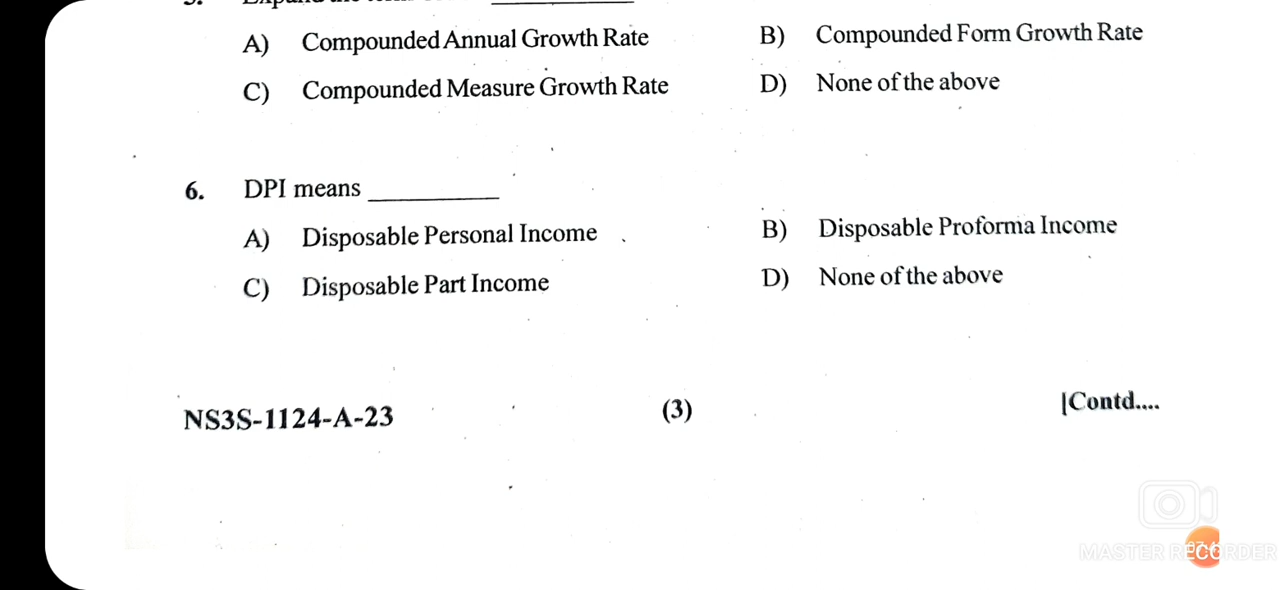 A) Compounded Annual Growth Rate B) Compounded Form Growth Rate
C) Compounded Measure Growth Rate D) None of the above
6. DPI means __________
A) Disposable Personal Income B) Disposable Proforma Income
C) Disposable Part Income D) None of the above
NS3S-1124-A-23 (3) [Contd....
MASTER RECORDER